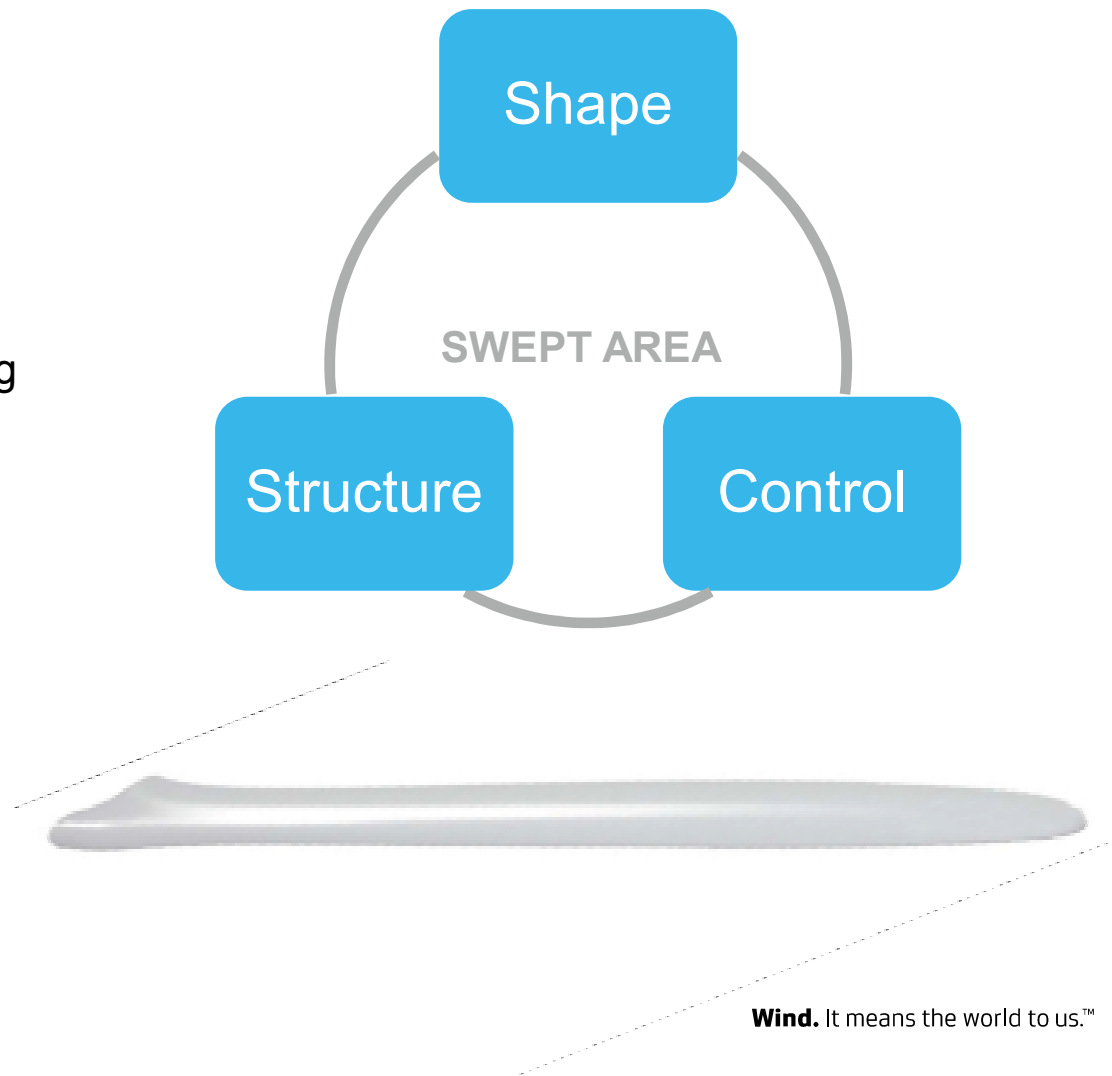 Shape
SWEPT AREA
g
Structure
Control
Wind. It means the world to us.™